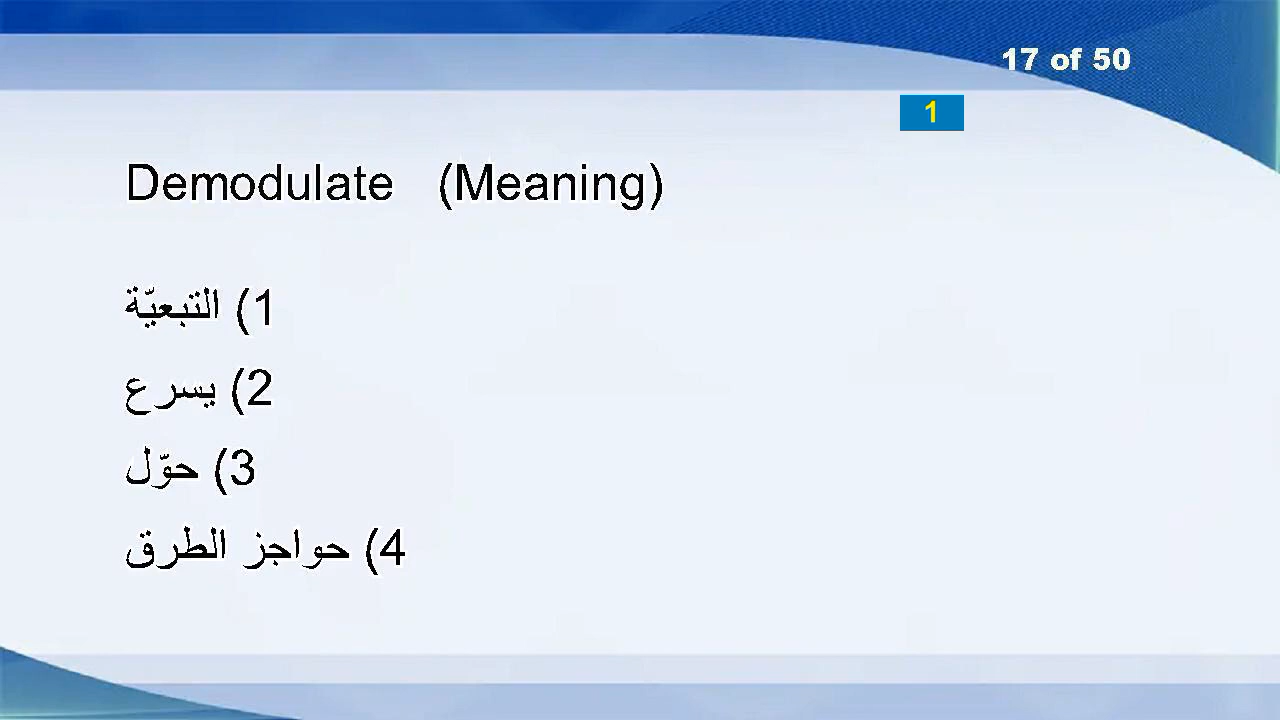 17 of 50
1
Demodulate (Meaning)
1) التبعيّة
2) يسرع
3) حوّل
4) حواجز الطرق